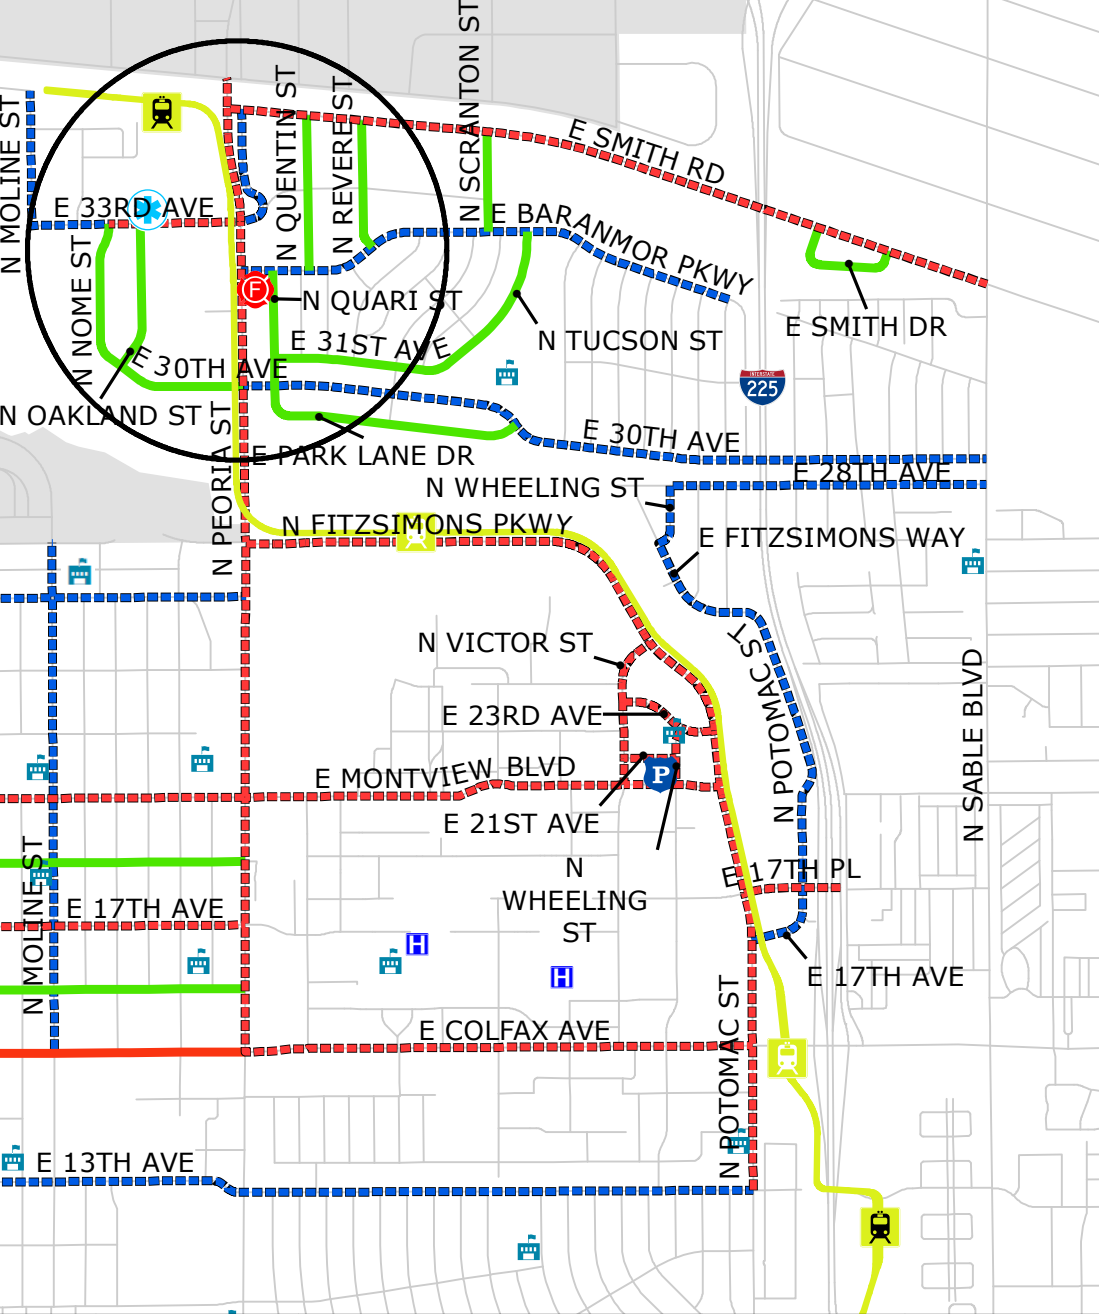 N SCRANTON ST
N QUENTIN ST
N REVERE ST
N MOLINE ST
E SMITH RD
E 33RD AVE
E BARANMOR PKWY
N NOME ST
F
N QUARI ST
E SMITH DR
N TUCSON ST
E 31ST AVE
E 30TH AVE
INTERSTATE
225
N OAKLAND ST
N PEORIA ST
E 30TH AVE
E PARK LANE DR
E 28TH AVE
N WHEELING ST
N FITZSIMONS PKWY
E FITZSIMONS WAY
N VICTOR ST
N POTOMAC ST
N SABLE BLVD
E 23RD AVE
E MONTVIEW BLVD
P
E 21ST AVE
N
WHEELING
ST
E 17TH PL
N MOLINE ST
E 17TH AVE
H
H
E 17TH AVE
N POTOMAC ST
E COLFAX AVE
E 13TH AVE